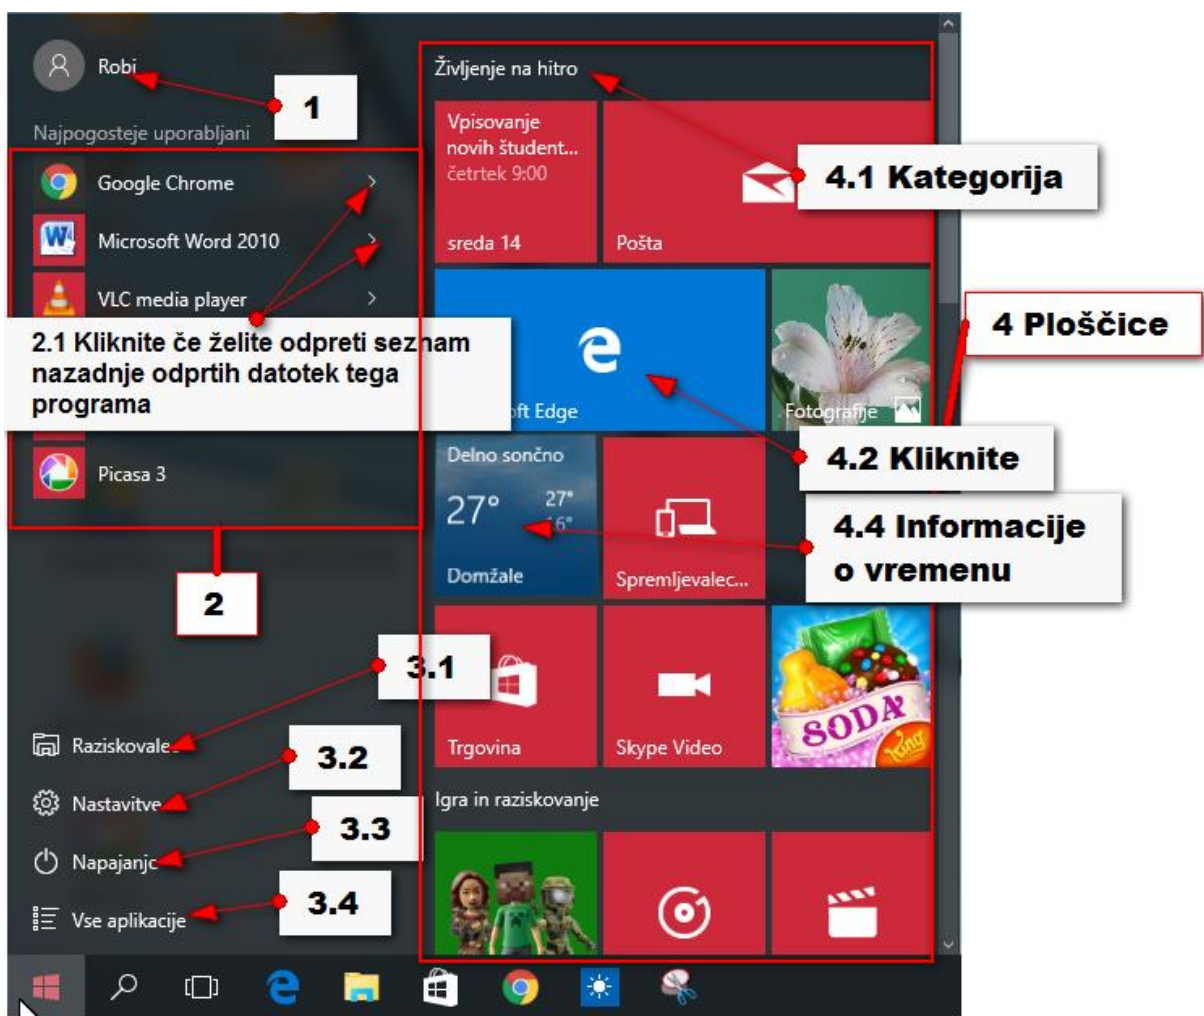 Robi
1
Najpogosteje uporabljani
Google Chrome
Microsoft Word 2010
VLC media player
2.1 Kliknite če želite odpreti seznam
nazadnje odprtih datotek tega
programa
Picasa 3
2
3.1
Raziskovalec
3.2
Nastavitve
3.3
Napajanje
3.4
Vse aplikacije
Življenje na hitro
Vpisovanje
novih študent...
četrtek 9:00
sreda 14
Pošta
4.1 Kategorija
4 Ploščice
Edge
Fotografije
4.2 Kliknite
Delno sončno
27°
27°
16°
Domžale
Spremljevalec...
4.4 Informacije
o vremenu
Trgovina
Skype Video
SODA
King
Igra in raziskovanje